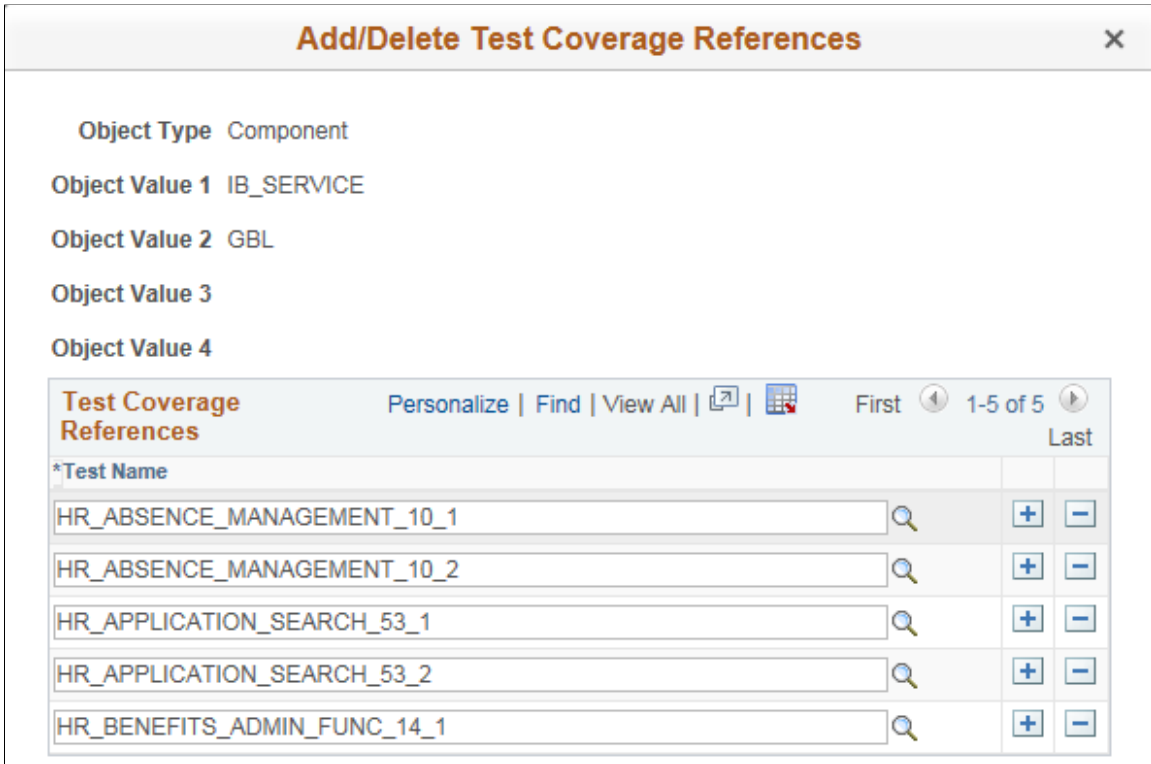 Add/Delete Test Coverage References ×
Object Type Component
Object Value 1 IB_SERVICE
Object Value 2 GBL
Object Value 3
Object Value 4
Test Coverage References Personalize | Find | View All | | First 1-5 of 5 Last
*Test Name
HR_ABSENCE_MANAGEMENT_10_1
HR_ABSENCE_MANAGEMENT_10_2
HR_APPLICATION_SEARCH_53_1
HR_APPLICATION_SEARCH_53_2
HR_BENEFITS_ADMIN_FUNC_14_1